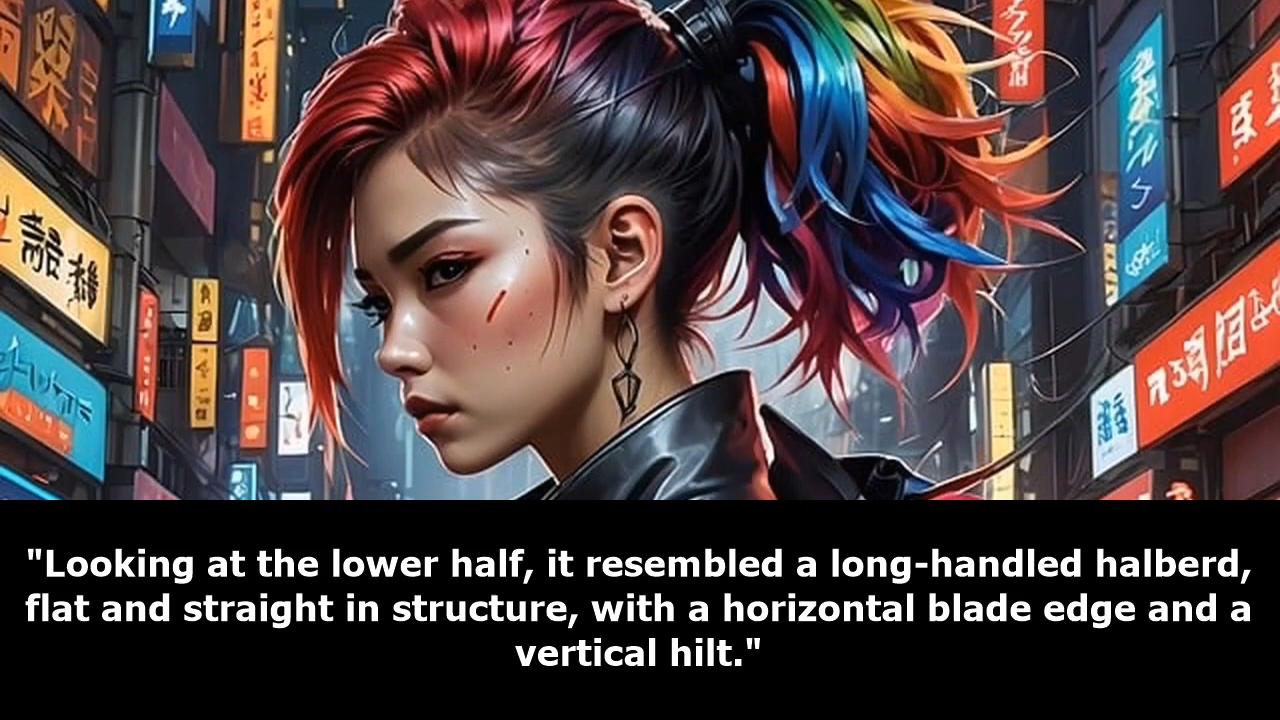 "Looking at the lower half, it resembled a long-handled halberd,
flat and straight in structure, with a horizontal blade edge and a
vertical hilt."